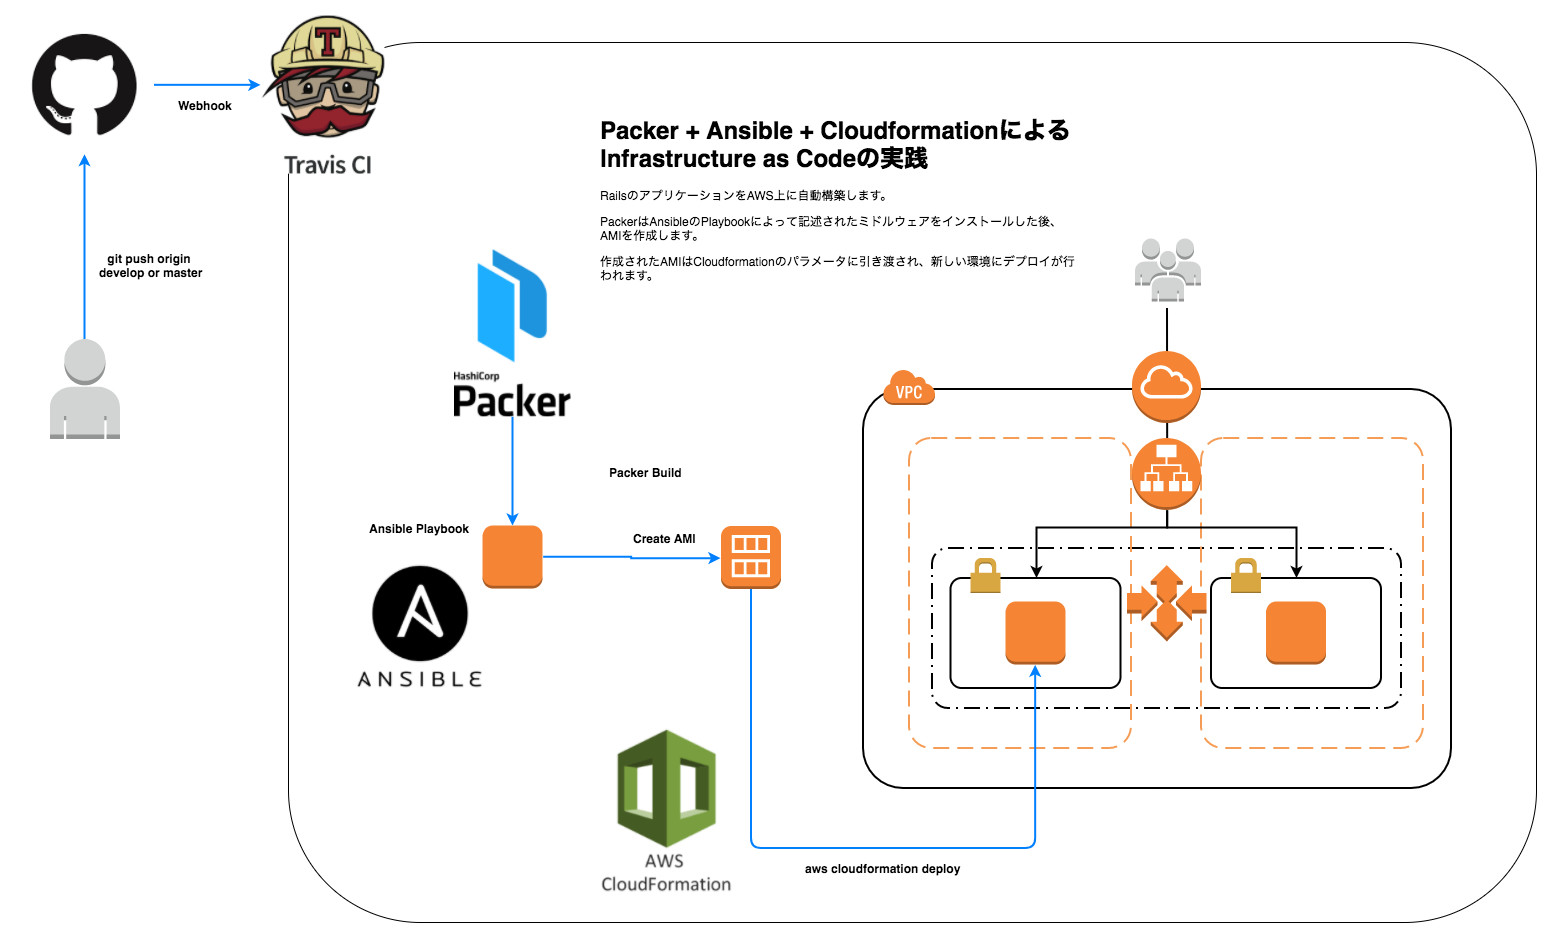 Webhook
T
Travis CI
Packer + Ansible + Cloudformationによる
Infrastructure as Codeの実践
RailsのアプリケーションをAWS上に自動構築します。
PackerはAnsibleのPlaybookによって記述されたミドルウェアをインストールした後、
AMIを作成します。
作成されたAMIはCloudformationのパラメータに引き渡され、新しい環境にデプロイが行
われます。
git push origin
develop or master
HashiCorp
Packer
VPC
Packer Build
Ansible Playbook
Create AMI
ANSIBLE
AWS
CloudFormation
aws cloudformation deploy